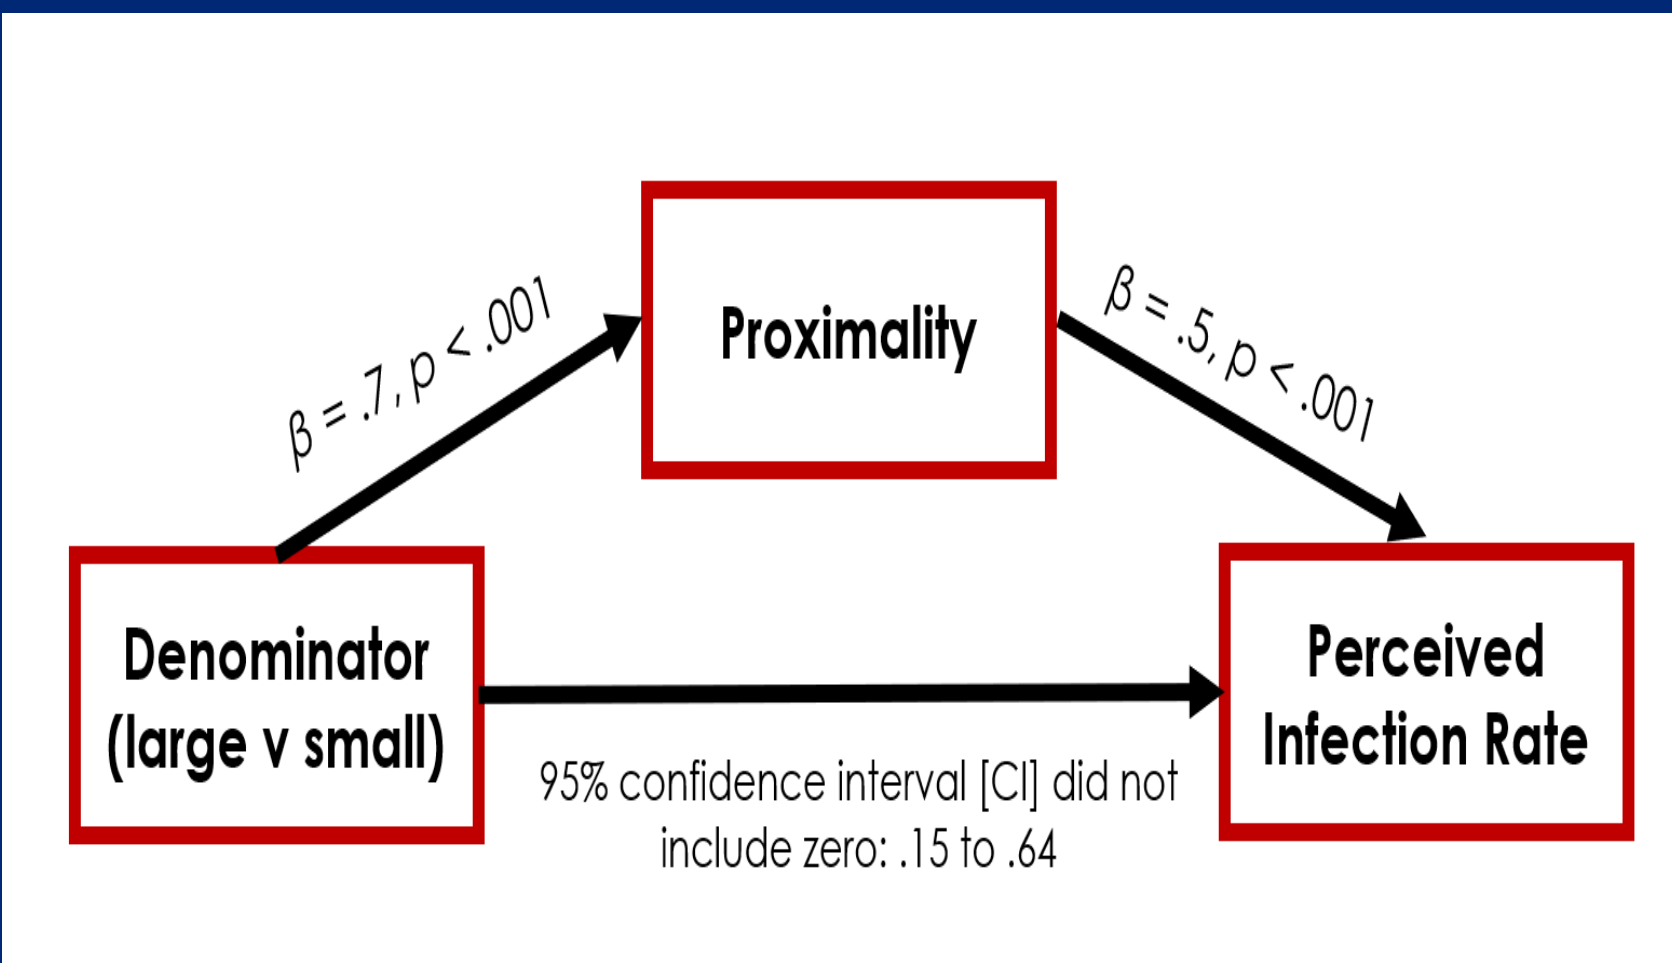 β = .7, p < .001
Proximality
β = .5, p < .001
Denominator
(large v small)
95% confidence interval [CI] did not
include zero: .15 to .64
Perceived
Infection Rate